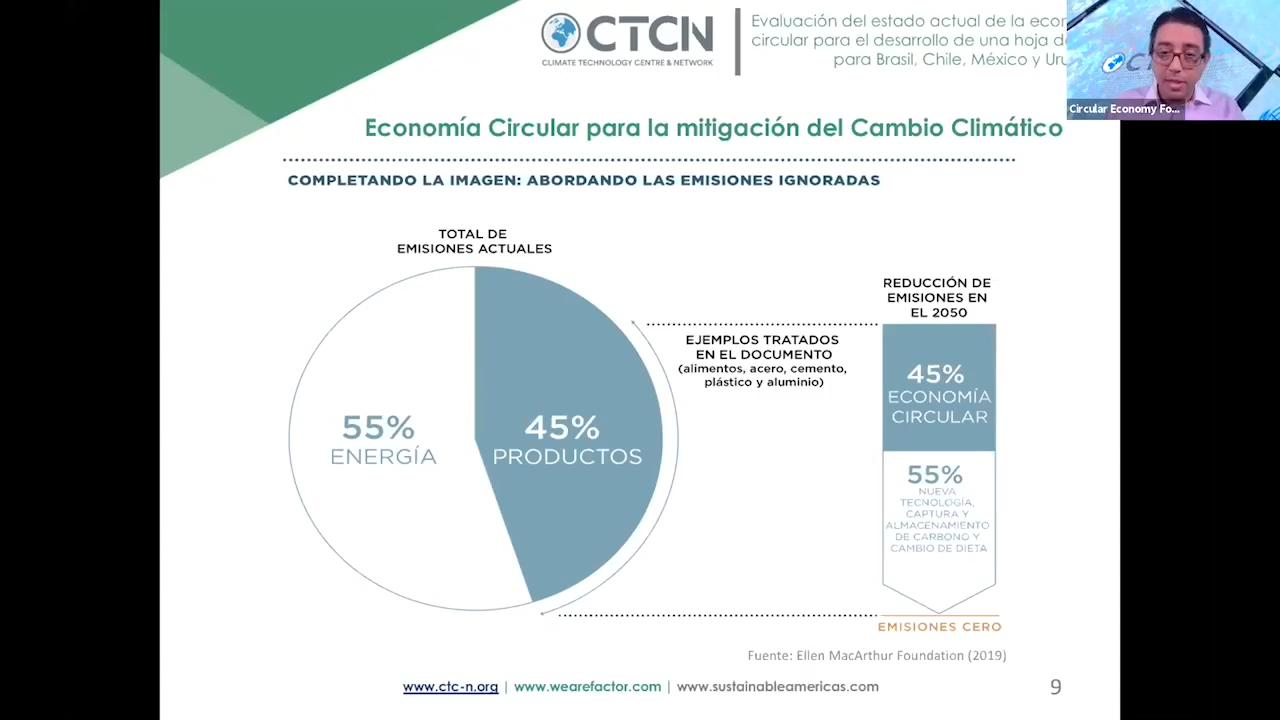 CTCN
CLIMATE TECHNOLOGY CENTRE & NETWORK
Evaluación del estado actual de la
circular para el desarrollo de una hoja
para Brasil, Chile, México y
Circular Economy Fo...
Economía Circular para la mitigación del Cambio Climático
COMPLETANDO LA IMAGEN: ABORDANDO LAS EMISIONES IGNORADAS
TOTAL DE
EMISIONES ACTUALES
55%
ENERGÍA
45%
PRODUCTOS
EJEMPLOS TRATADOS
EN EL DOCUMENTO
(alimentos, acero, cemento,
plástico y aluminio)
REDUCCIÓN DE
EMISIONES EN
EL 2050
45%
ECONOMÍA
CIRCULAR
55%
NUEVA
TECNOLOGÍA,
CAPTURA Y
ALMACENAMIENTO
DE CARBONO Y
CAMBIO DE DIETA
EMISIONES CERO
Fuente: Ellen MacArthur Foundation (2019)
www.ctc-n.org | www.wearefactor.com | www.sustainableamericas.com
9